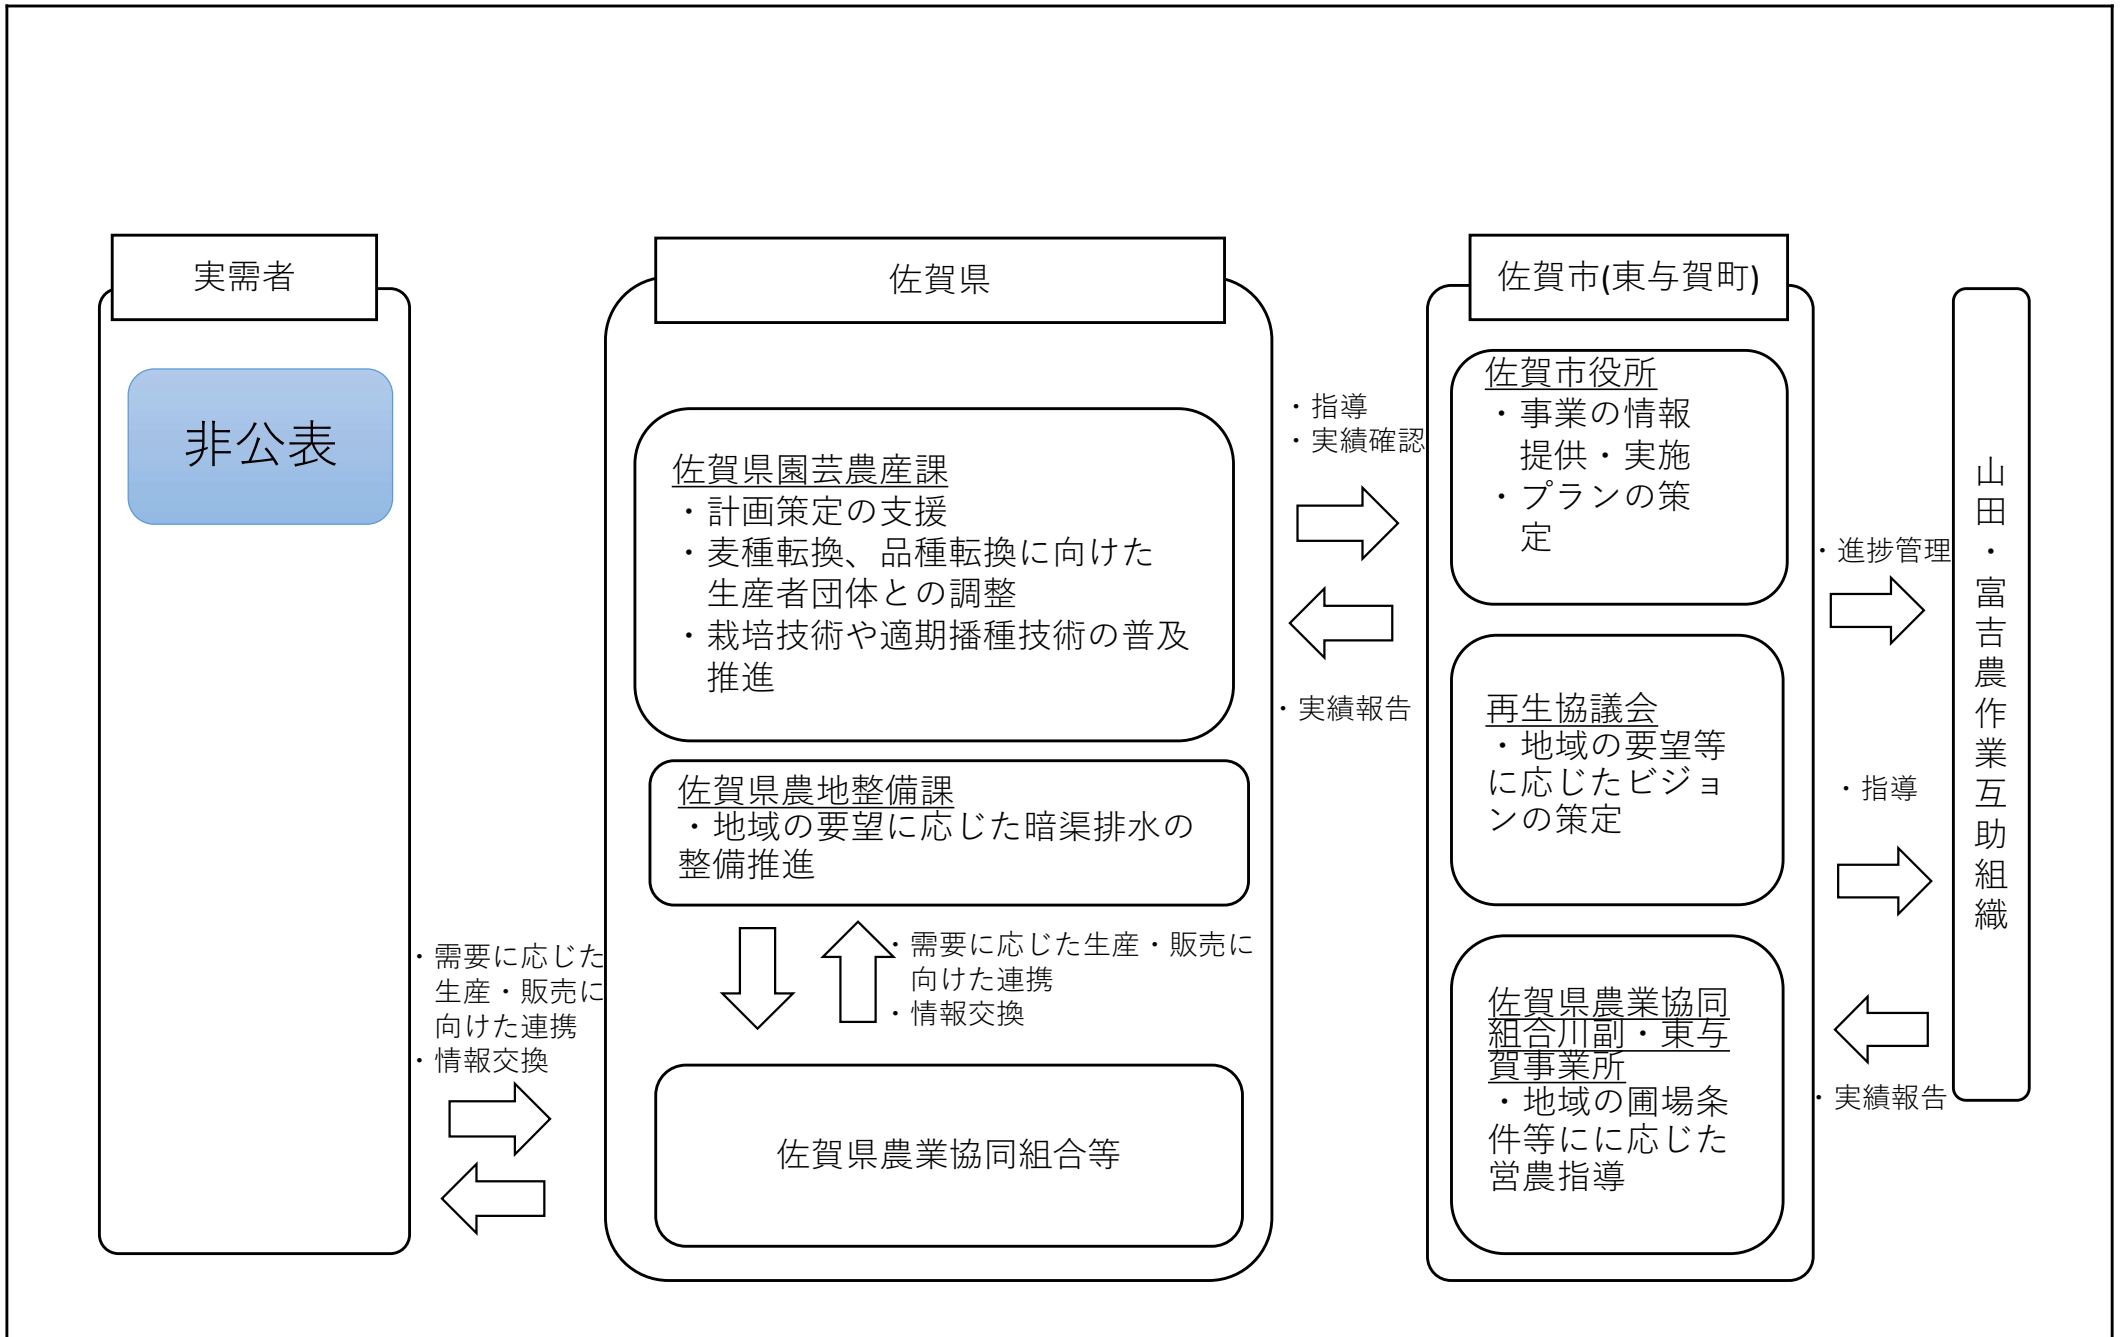 実需者
非公表
・需要に応じた
生産・販売に
向けた連携
・情報交換
佐賀県
佐賀県園芸農産課
・計画策定の支援
・麦種転換、品種転換に向けた
生産者団体との調整
・栽培技術や適期播種技術の普及
推進
佐賀県農地整備課
・地域の要望に応じた暗渠排水の
整備推進
・需要に応じた生産・販売に
向けた連携
・情報交換
佐賀県農業協同組合等
・指導
・実績確認
・実績報告
佐賀市(東与賀町)
佐賀市役所
・事業の情報
提供・実施
・プランの策
定
再生協議会
・地域の要望等
に応じたビジョ
ンの策定
佐賀県農業協同
組合川副・東与
賀事業所
・地域の圃場条
件等にに応じた
営農指導
・進捗管理
・指導
・実績報告
山田・富吉農作業互助組織